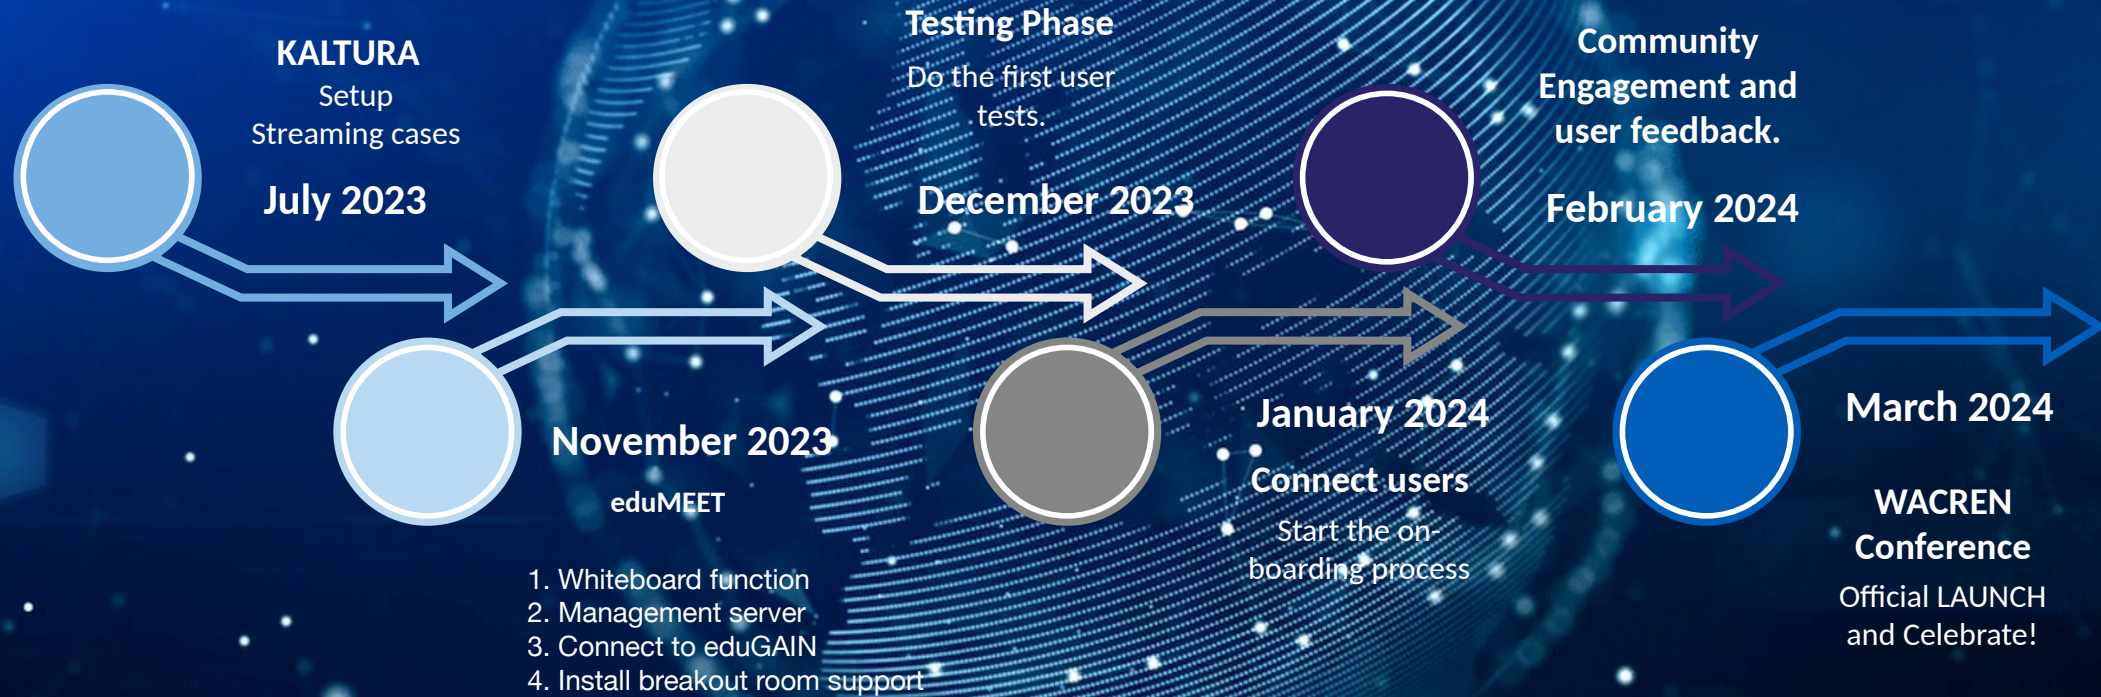 KALTURA
Setup
Streaming cases
July 2023
November 2023
eduMEET
1. Whiteboard function
2. Management server
3. Connect to eduGAIN
4. Install breakout room support
Testing Phase
Do the first user
tests.
December 2023
January 2024
Connect users
Start the on-
boarding process
Community
Engagement and
user feedback.
February 2024
March 2024
WACREN
Conference
Official LAUNCH
and Celebrate!